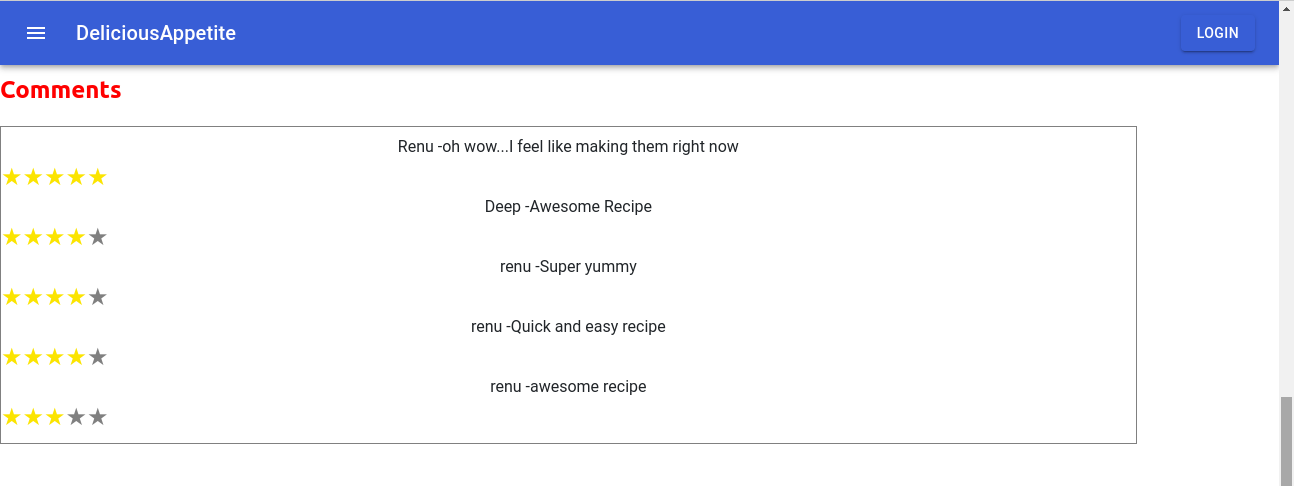 DeliciousAppetite
LOGIN
Comments
Renu -oh wow...I feel like making them right now
Deep -Awesome Recipe
renu -Super yummy
renu -Quick and easy recipe
renu -awesome recipe